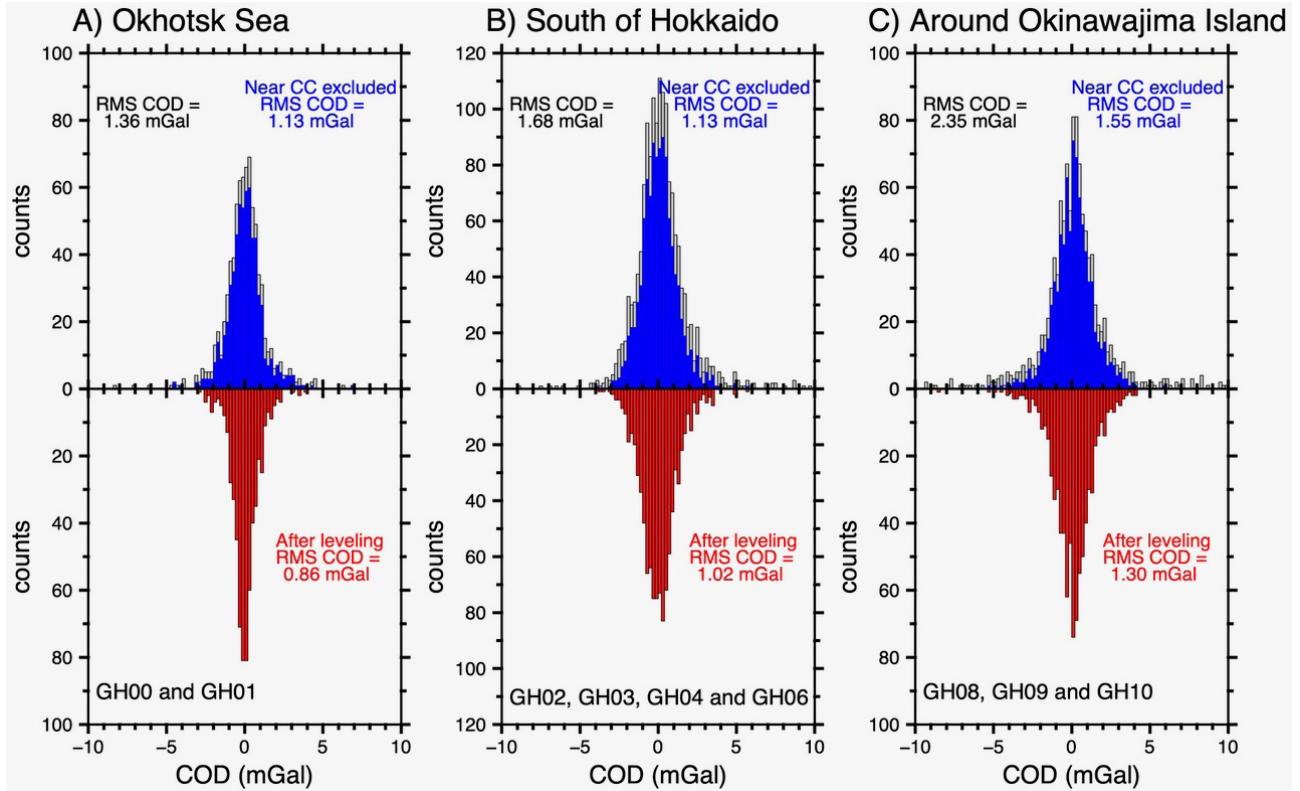 A) Okhotsk Sea
100
80
60
40
20
0
20
40
60
80
100
counts
counts
RMS COD =
1.36 mGal
Near CC excluded
RMS COD =
1.13 mGal
After leveling
RMS COD =
0.86 mGal
GH00 and GH01
−10 −5 0 5 10
COD (mGal)
B) South of Hokkaido
120
100
80
60
40
20
0
20
40
60
80
100
120
counts
counts
RMS COD =
1.68 mGal
Near CC excluded
RMS COD =
1.13 mGal
After leveling
RMS COD =
1.02 mGal
GH02, GH03, GH04 and GH06
−10 −5 0 5 10
COD (mGal)
C) Around Okinawajima Island
100
80
60
40
20
0
20
40
60
80
100
counts
counts
RMS COD =
2.35 mGal
Near CC excluded
RMS COD =
1.55 mGal
After leveling
RMS COD =
1.30 mGal
GH08, GH09 and GH10
−10 −5 0 5 10
COD (mGal)